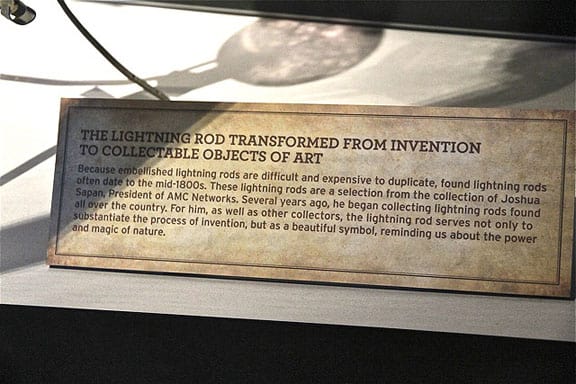 THE LIGHTNING ROD TRANSFORMED FROM INVENTION
TO COLLECTABLE OBJECTS OF ART
Because embellished lightning rods are difficult and expensive to duplicate, found lightning rods
often date to the mid-1800s. These lightning rods are a selection from the collection of Joshua
Sapan, President of AMC Networks. Several years ago, he began collecting lightning rods found
all over the country. For him, as well as other collectors, the lightning rod serves not only to
substantiate the process of invention, but as a beautiful symbol, reminding us about the power
and magic of nature.